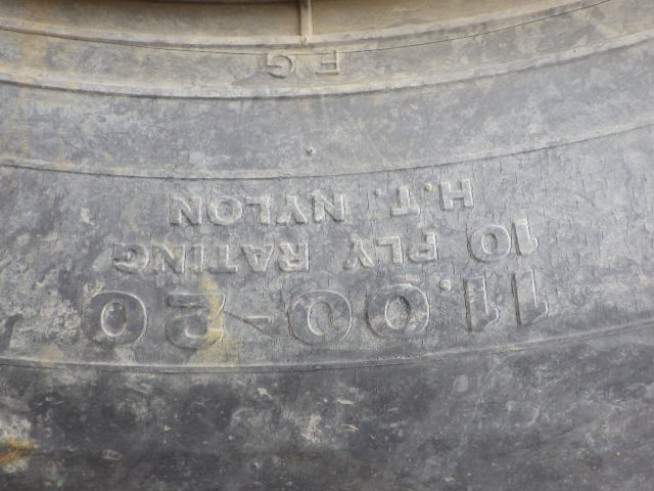 11.00-20
10 PLY RATING
H.T. NYLON
F G